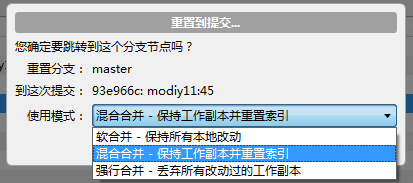 重置到提交...
您确定要跳转到这个分支节点吗？
重置分支： master
到这次提交： 93e966c: modiy11:45
使用模式： 混合合并 - 保持工作副本并重置索引
软合并 - 保持所有本地改动
混合合并 - 保持工作副本并重置索引
强行合并 - 丢弃所有改动过的工作副本